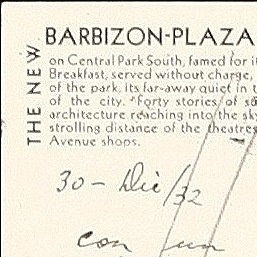 THE NEW
BARBIZON-PLAZA
on Central Park South, famed for
Breakfast, served without charge,
of the park, its far-away quiet in
of the city. Forty stories of
architecture reaching into the
strolling distance of the theatres
Avenue shops.
30 - Dic/32
con un